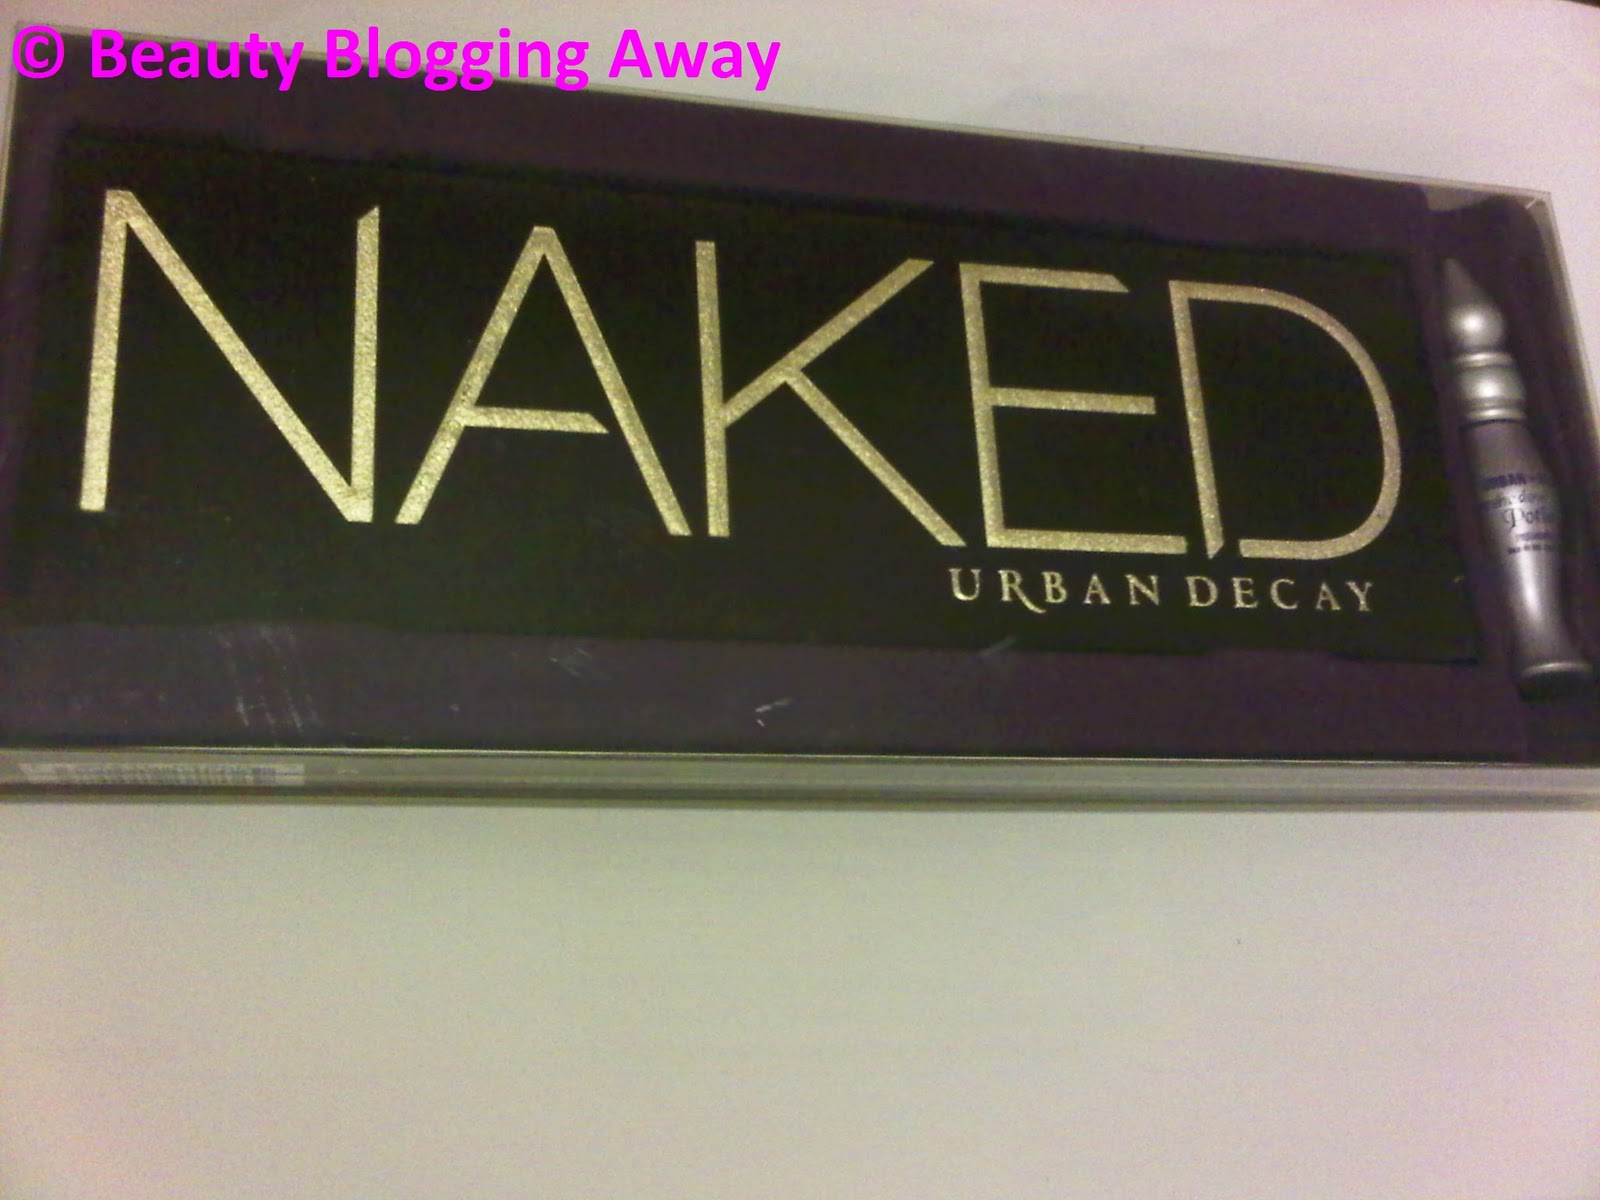 © Beauty Blogging Away
NAKED
URBAN DECAY